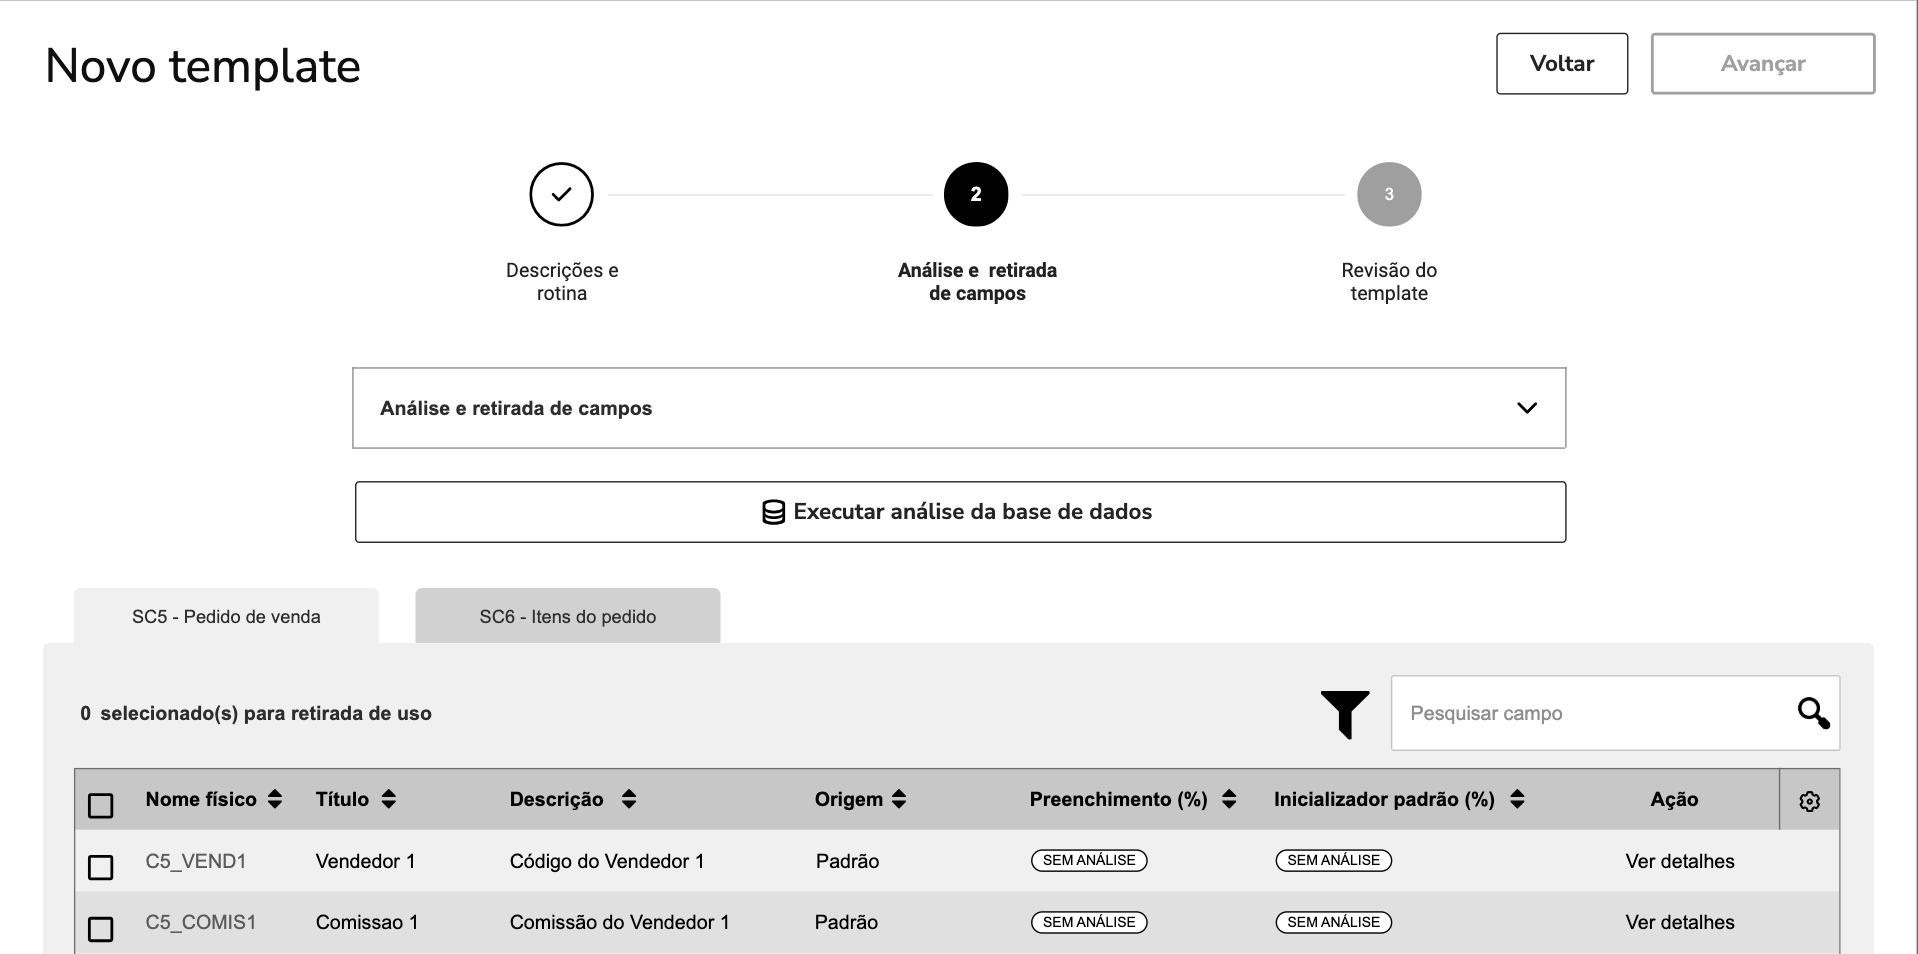 Novo template
Voltar
Avançar
2
3
Descrições e
rotina
Análise e retirada
de campos
Revisão do
template
Análise e retirada de campos
Executar análise da base de dados
SC5 - Pedido de venda
SC6 - Itens do pedido
0 selecionado(s) para retirada de uso
Pesquisar campo
Nome físico Título Descrição Origem Preenchimento (%) Inicializador padrão (%) Ação
C5_VEND1 Vendedor 1 Código do Vendedor 1 Padrão SEM ANÁLISE SEM ANÁLISE Ver detalhes
C5_COMIS1 Comissao 1 Comissão do Vendedor 1 Padrão SEM ANÁLISE SEM ANÁLISE Ver detalhes